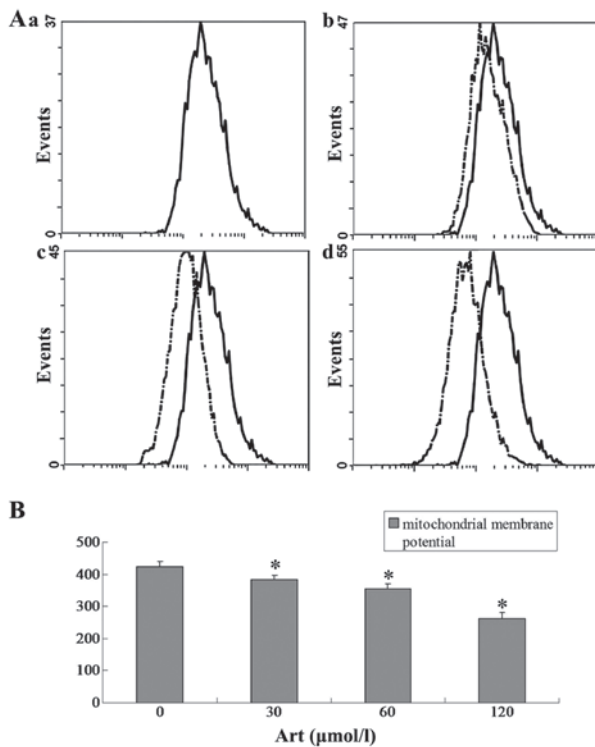 A a
37
Events
0
b
47
Events
0
c
45
Events
0
d
55
Events
0
B
mitochondrial membrane
potential
500
400
300
200
100
0
*
*
*
0 30 60 120
Art (µmol/l)